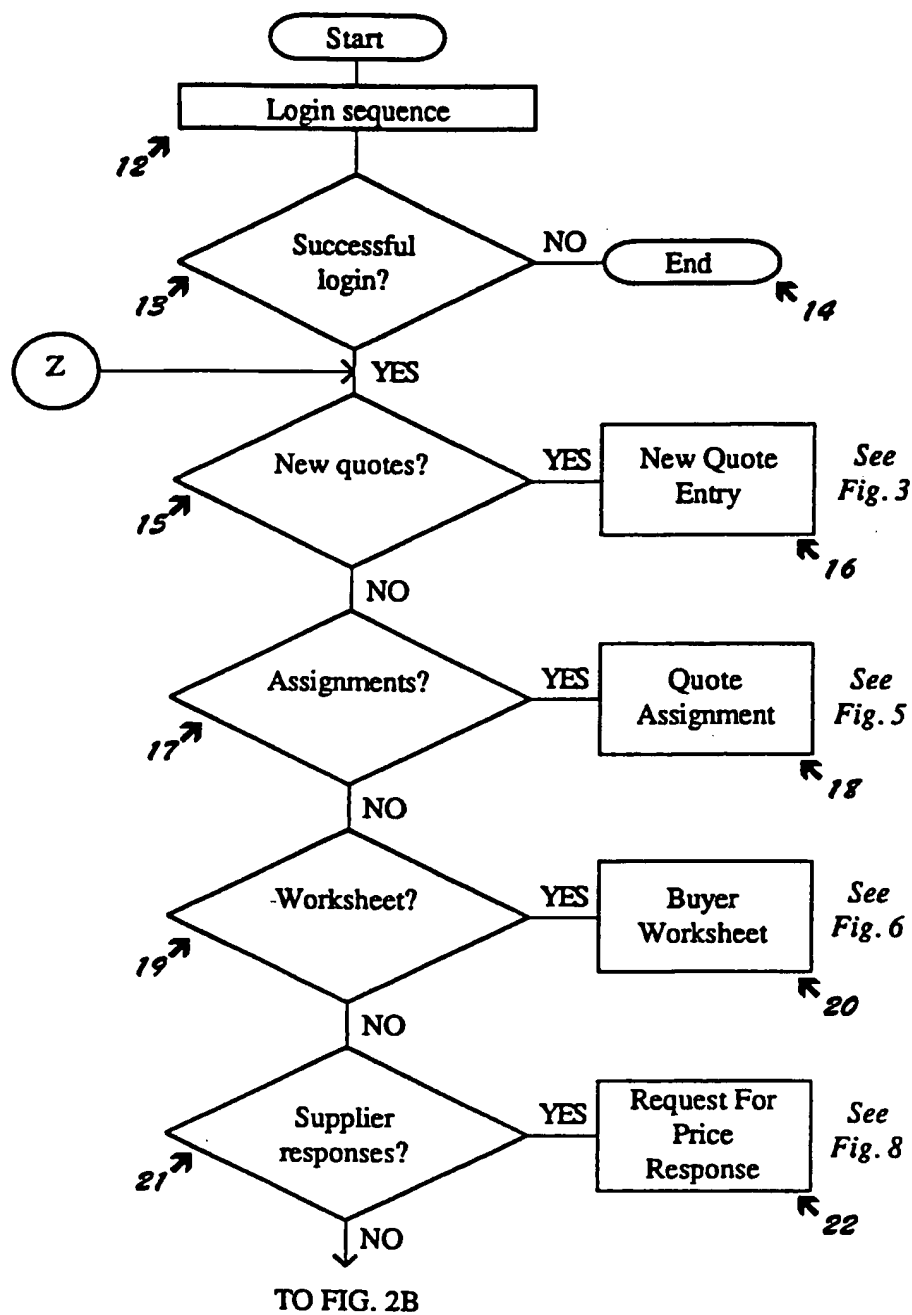 Start
Login sequence
12
Successful
login?
NO
End
13
14
Z
YES
New quotes?
YES
New Quote
Entry
See
Fig. 3
15
16
NO
Assignments?
YES
Quote
Assignment
See
Fig. 5
17
18
NO
Worksheet?
YES
Buyer
Worksheet
See
Fig. 6
19
20
NO
Supplier
responses?
YES
Request For
Price
Response
See
Fig. 8
21
22
NO
TO FIG. 2B